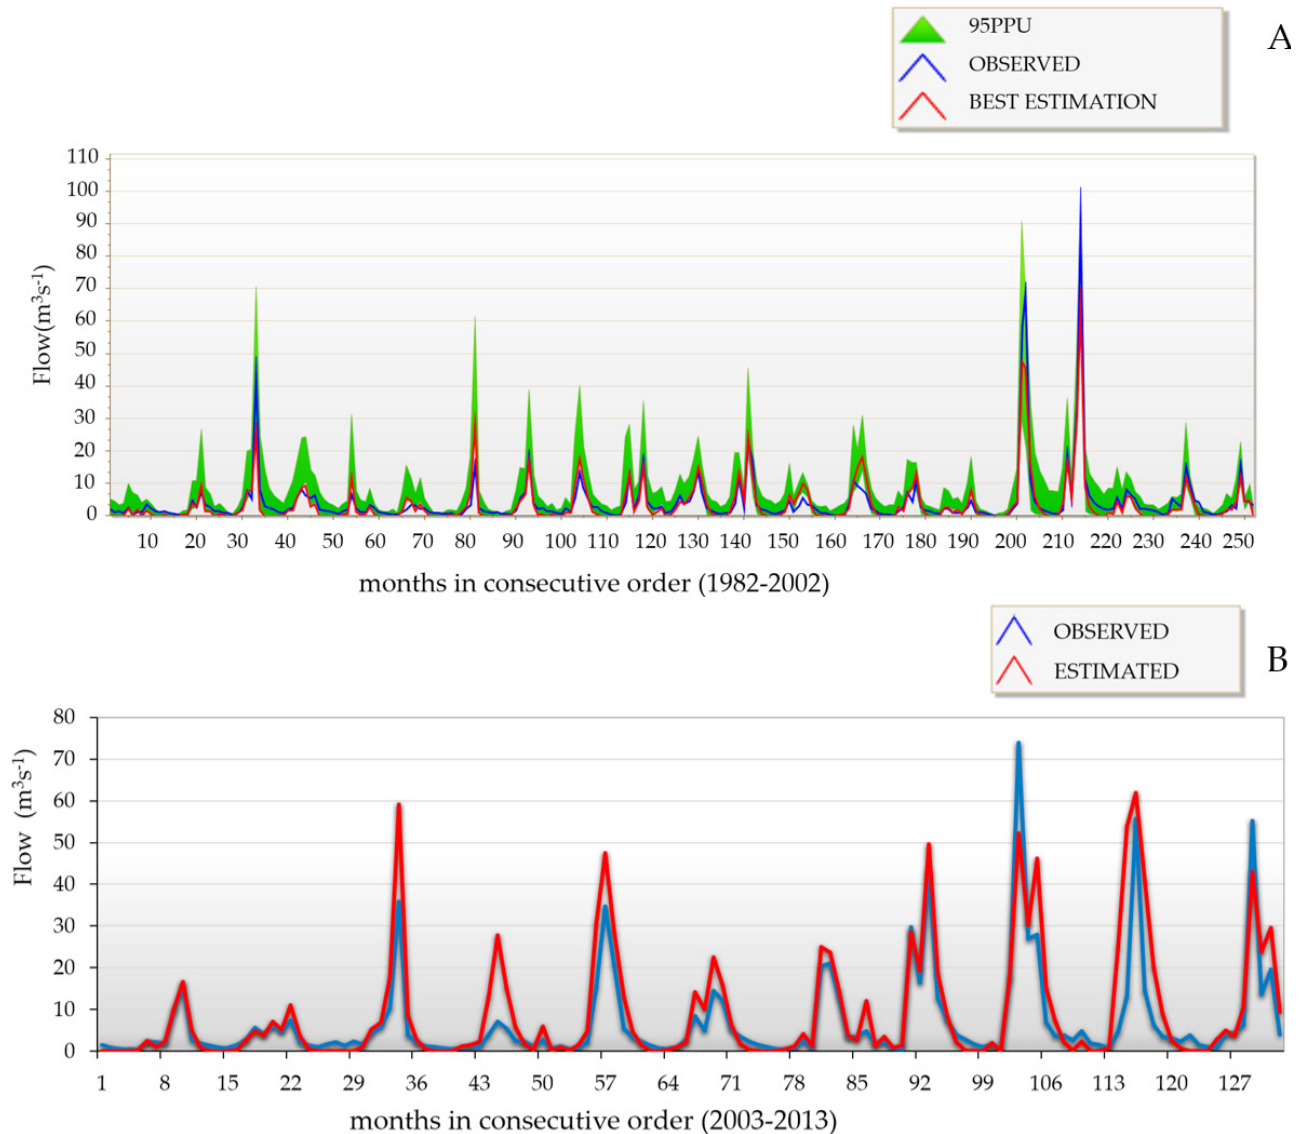 95PPU
OBSERVED
BEST ESTIMATION
A
110
100
90
80
70
60
50
40
30
20
10
0
Flow(m³s⁻¹)
10 20 30 40 50 60 70 80 90 100 110 120 130 140 150 160 170 180 190 200 210 220 230 240 250
months in consecutive order (1982-2002)
OBSERVED
ESTIMATED
B
80
70
60
50
40
30
20
10
0
Flow (m³s⁻¹)
1 8 15 22 29 36 43 50 57 64 71 78 85 92 99 106 113 120 127
months in consecutive order (2003-2013)